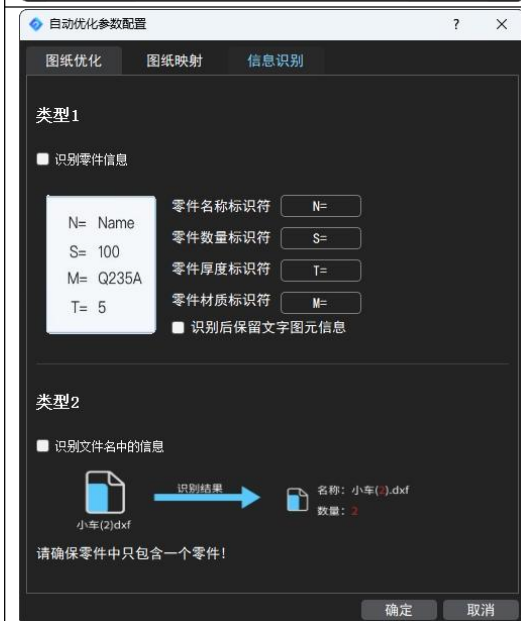 自动优化参数配置 ? ×
图纸优化 图纸映射 信息识别
类型1
识别零件信息
N= Name
S= 100
M= Q235A
T= 5
零件名称标识符 N=
零件数量标识符 S=
零件厚度标识符 T=
零件材质标识符 M=
识别后保留文字图元信息
类型2
识别文件名中的信息
小车(2)dxf
识别结果
名称：小车(2).dxf
数量：2
请确保零件中只包含一个零件!
确定 取消